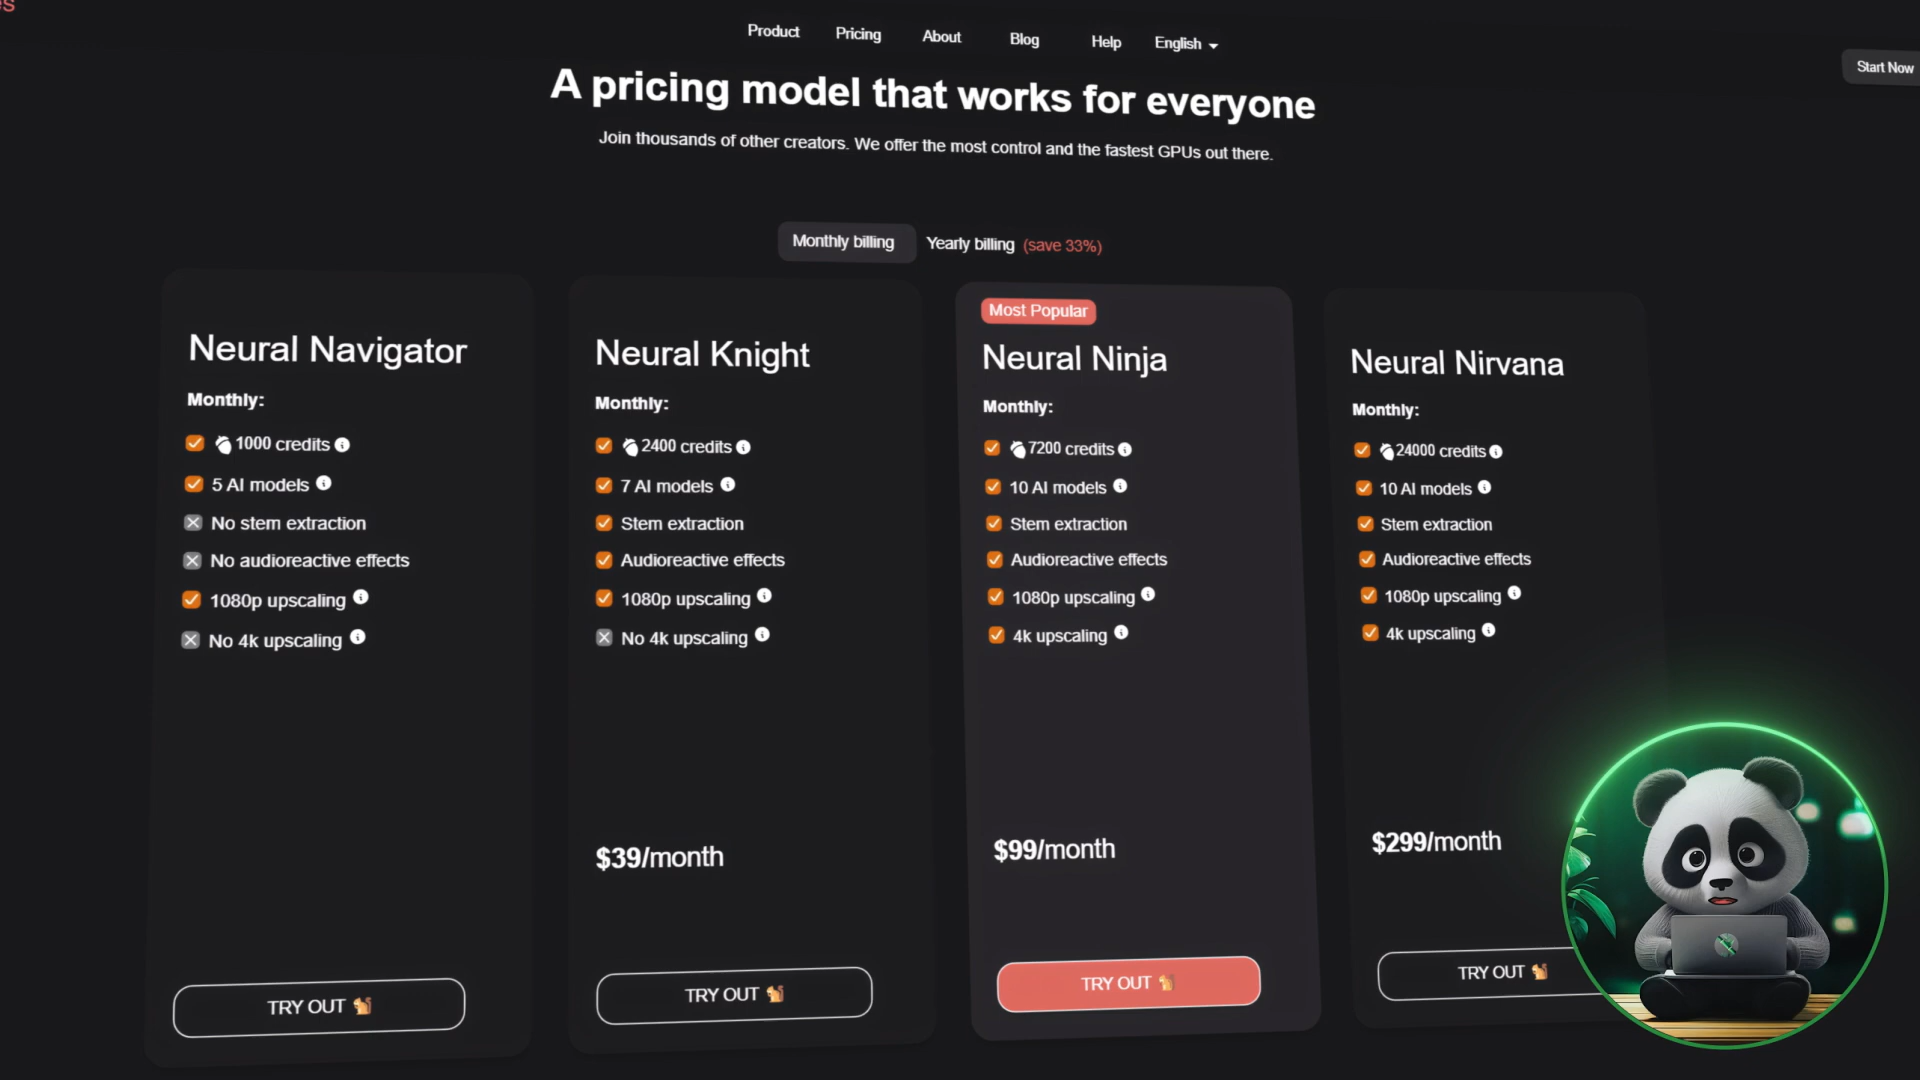 Product Pricing About Blog Help English
Start Now
A pricing model that works for everyone
Join thousands of other creators. We offer the most control and the fastest GPUs out there.
Monthly billing Yearly billing (save 33%)
Neural Navigator
Monthly:
1000 credits
5 AI models
No stem extraction
No audioreactive effects
1080p upscaling
No 4k upscaling
TRY OUT
Neural Knight
Monthly:
2400 credits
7 AI models
Stem extraction
Audioreactive effects
1080p upscaling
No 4k upscaling
$39/month
TRY OUT
Most Popular
Neural Ninja
Monthly:
7200 credits
10 AI models
Stem extraction
Audioreactive effects
1080p upscaling
4k upscaling
$99/month
TRY OUT
Neural Nirvana
Monthly:
24000 credits
10 AI models
Stem extraction
Audioreactive effects
1080p upscaling
4k upscaling
$299/month
TRY OUT